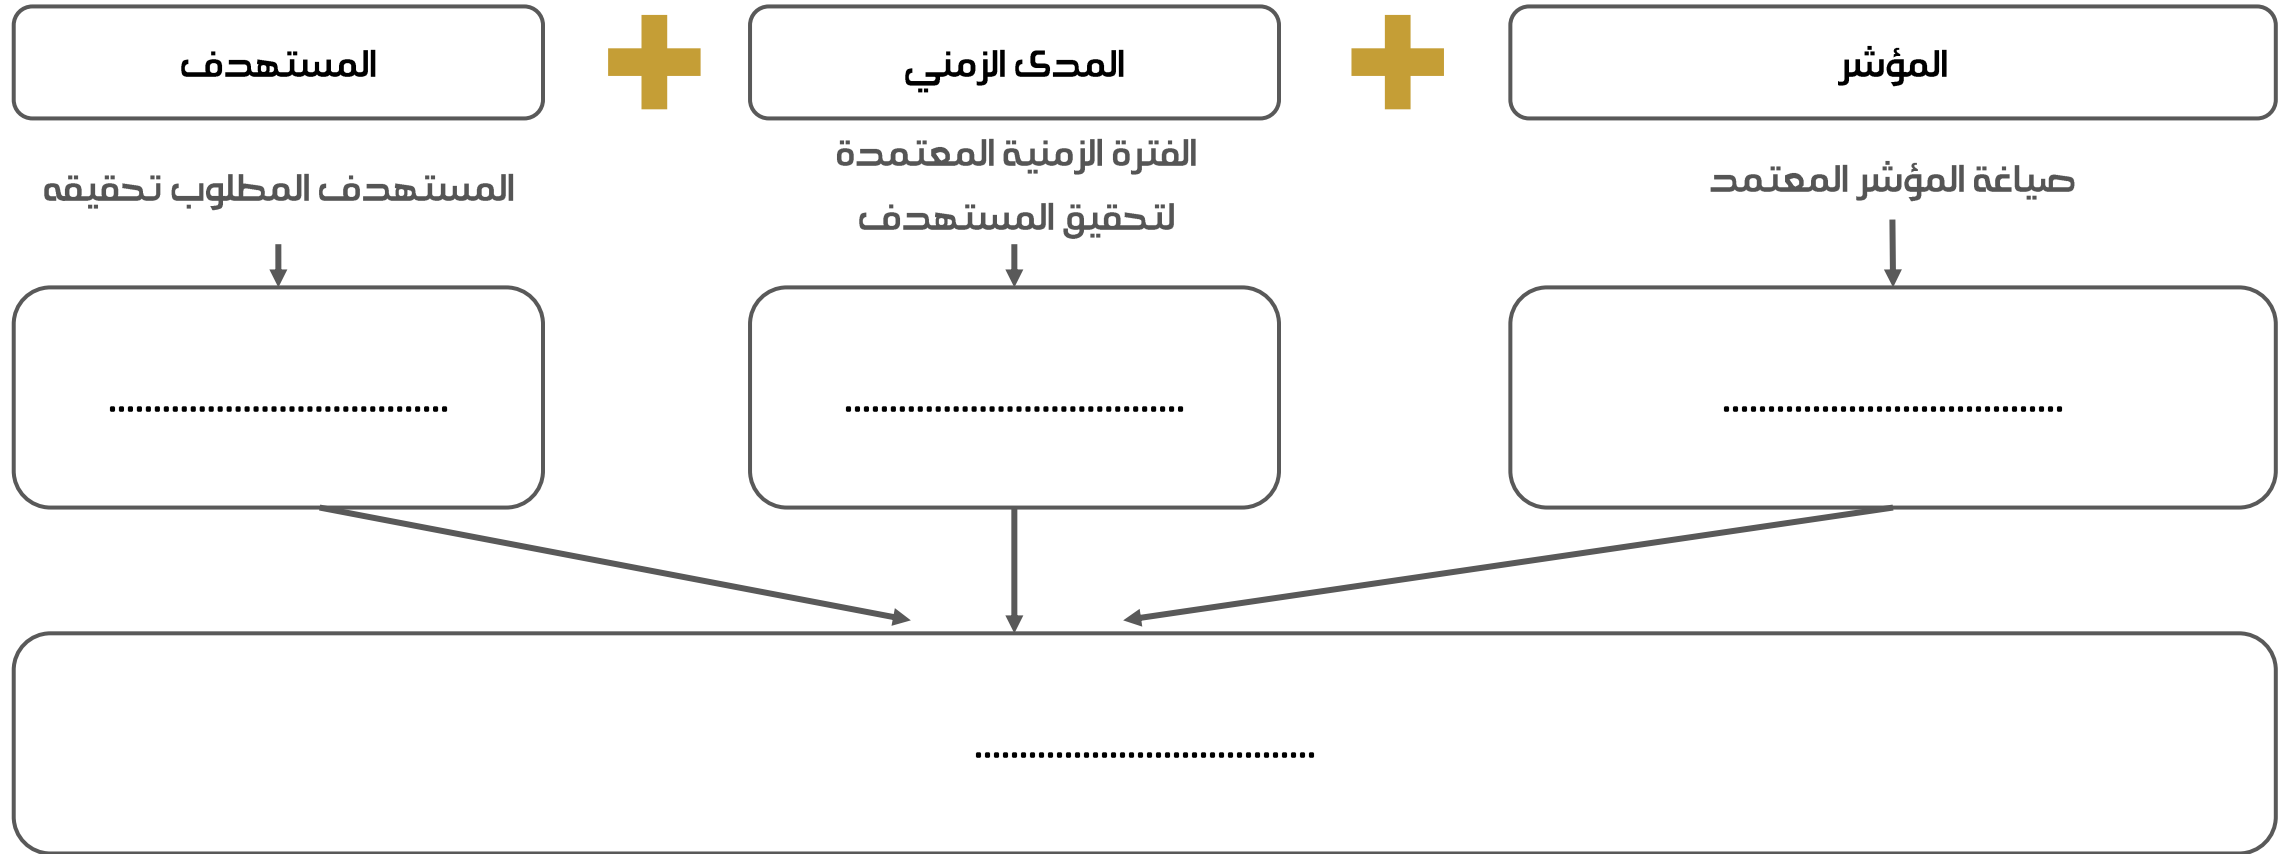 المؤشر
المدى الزمني
المستهدف
صياغة المؤشر المعتمد
الفترة الزمنية المعتمدة
لتحقيق المستهدف
المستهدف المطلوب تحقيقه
......................................
......................................
......................................
......................................